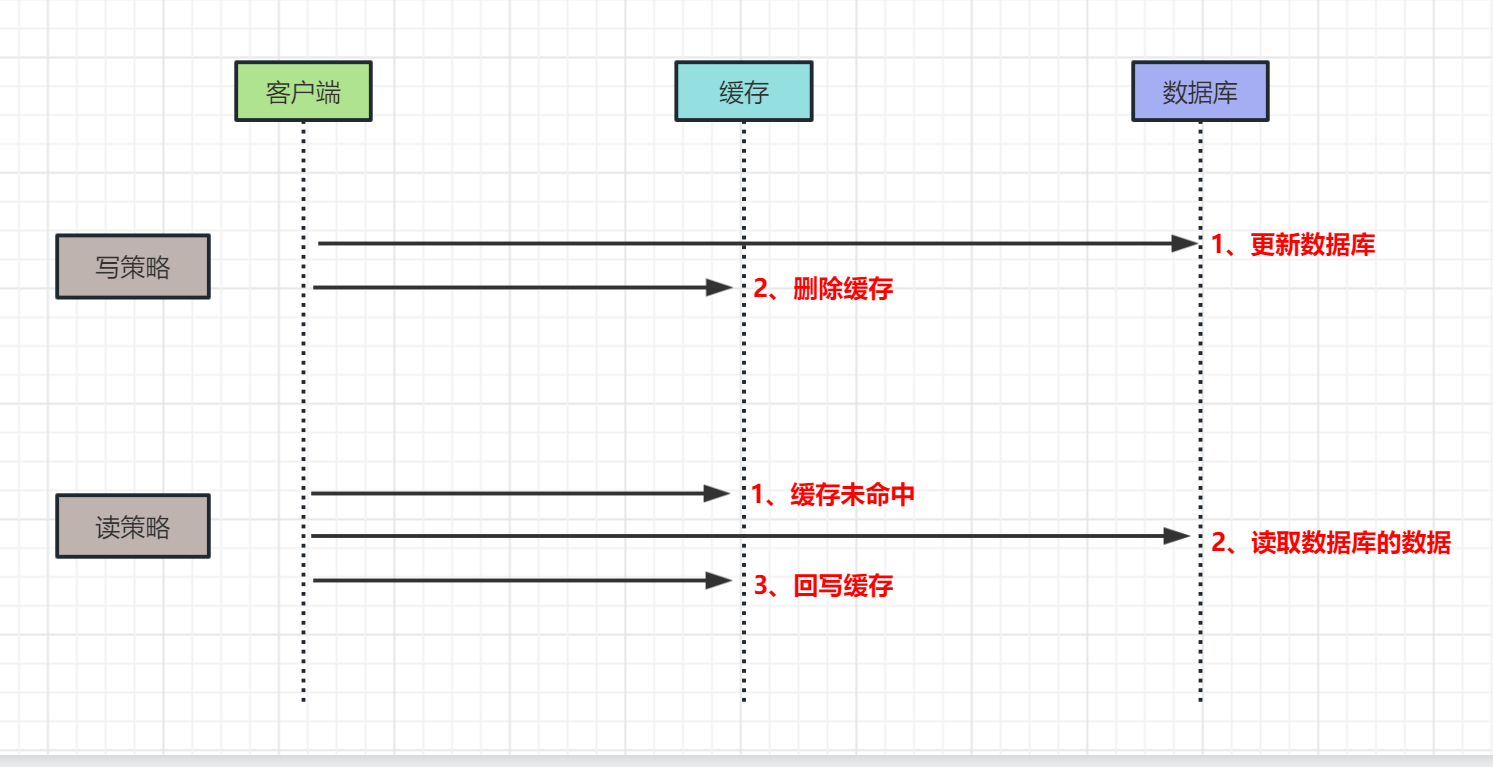 客户端
缓存
数据库
写策略
1、更新数据库
2、删除缓存
读策略
1、缓存未命中
2、读取数据库的数据
3、回写缓存